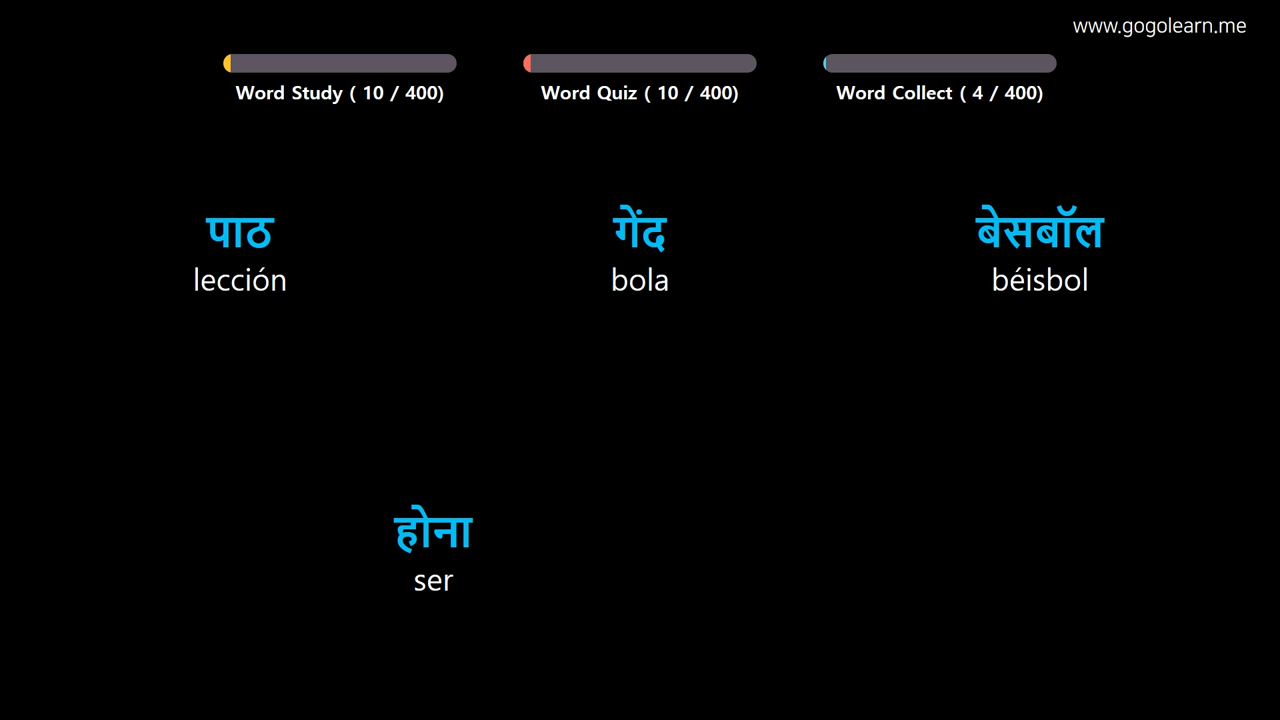 www.gogolearn.me
Word Study ( 10 / 400)
Word Quiz ( 10 / 400)
Word Collect ( 4 / 400)
पाठ
lección
गेंद
bola
बेसबॉल
béisbol
होना
ser